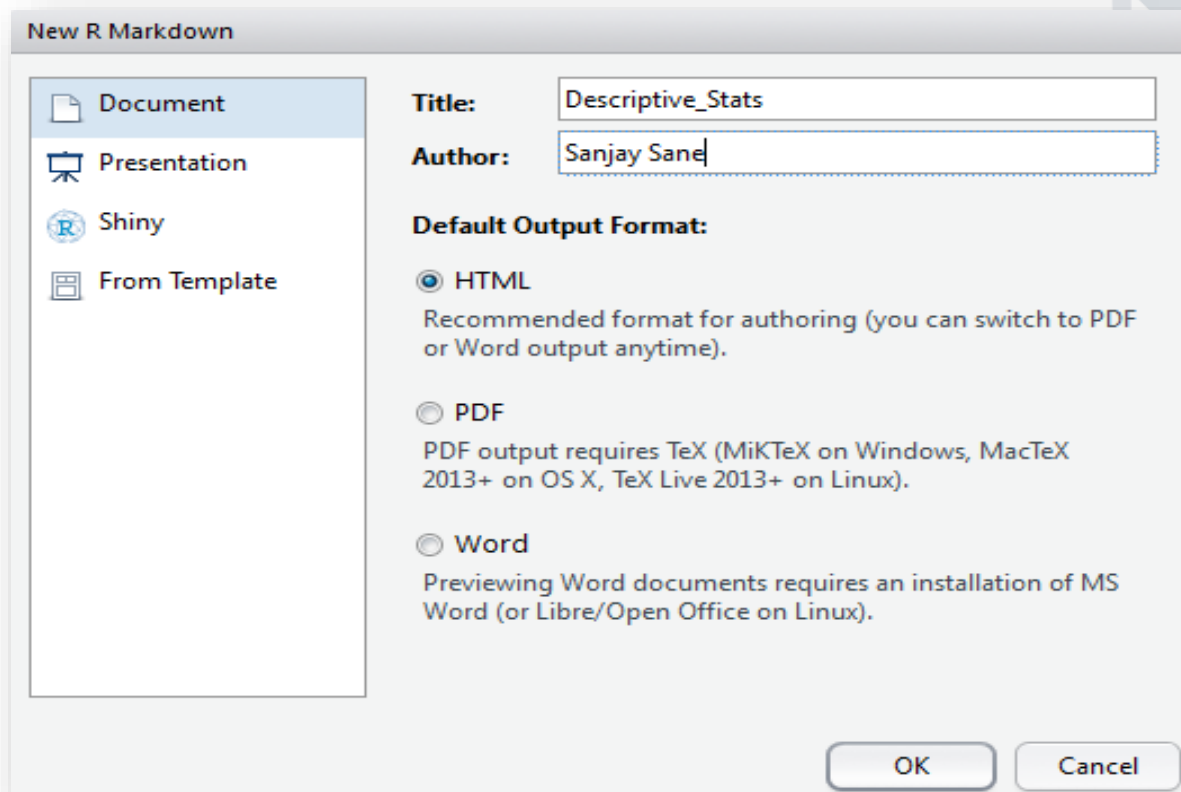 New R Markdown
Document
Presentation
Shiny
From Template
Title: Descriptive_Stats
Author: Sanjay Sane
Default Output Format:
HTML
Recommended format for authoring (you can switch to PDF
or Word output anytime).
PDF
PDF output requires TeX (MiKTeX on Windows, MacTeX
2013+ on OS X, TeX Live 2013+ on Linux).
Word
Previewing Word documents requires an installation of MS
Word (or Libre/Open Office on Linux).
OK Cancel